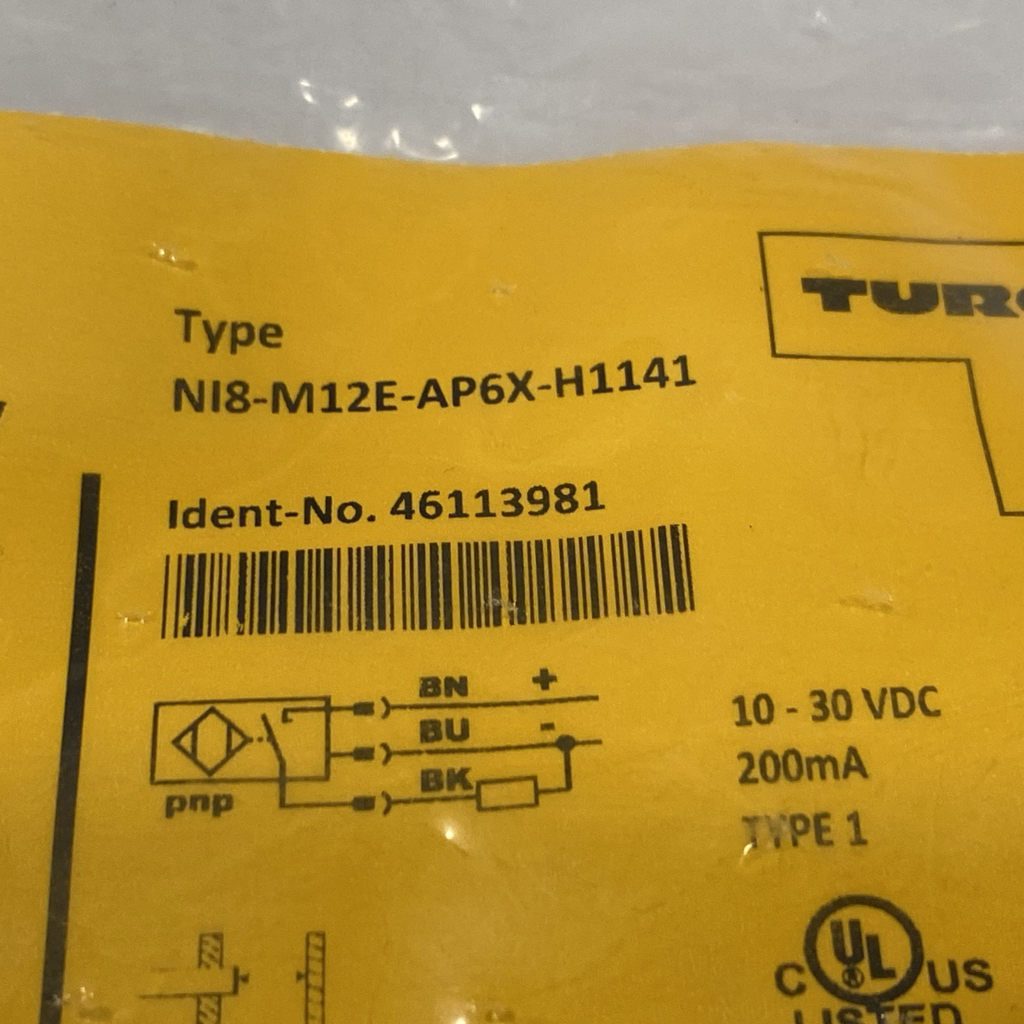 TURC
Type
NI8-M12E-AP6X-H1141
Ident-No. 46113981
BN +
BU -
BK
pnp
10 - 30 VDC
200mA
TYPE 1
C UL ® US
LISTED